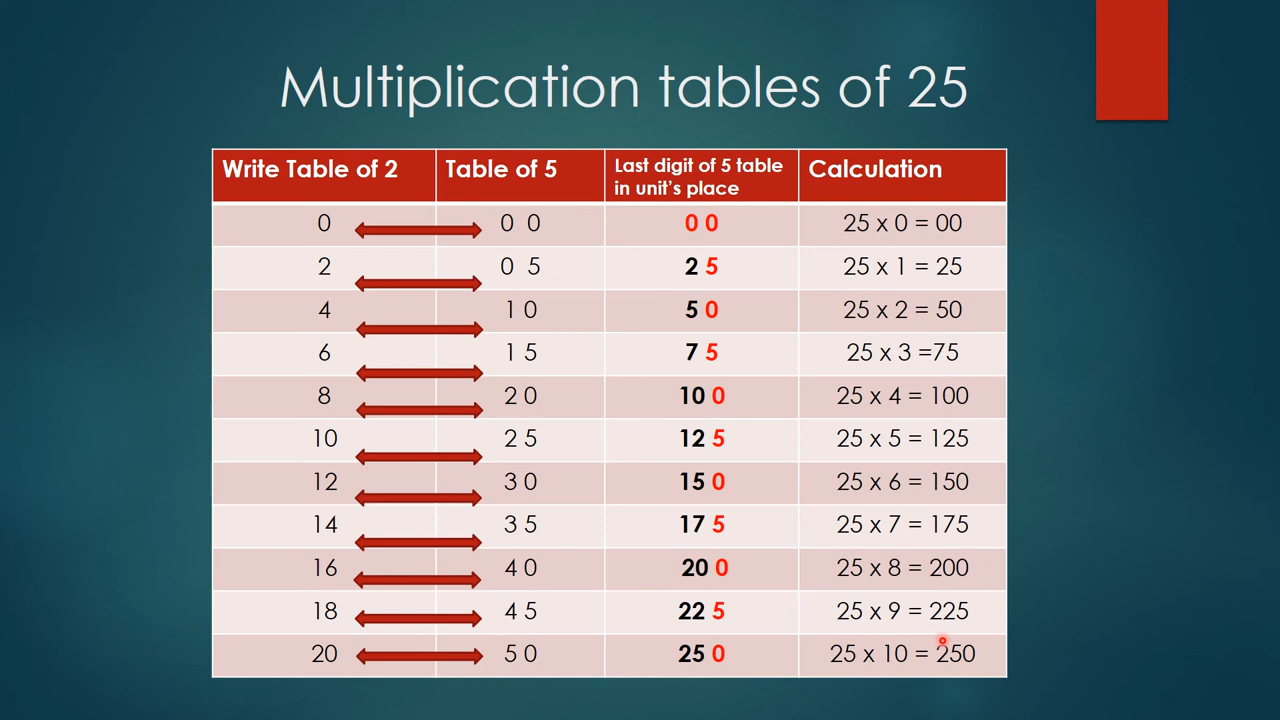 Multiplication tables of 25
Write Table of 2 Table of 5 Last digit of 5 table in unit's place Calculation
0 0 0 0 0 25 x 0 = 00
2 0 5 2 5 25 x 1 = 25
4 1 0 5 0 25 x 2 = 50
6 1 5 7 5 25 x 3 =75
8 2 0 10 0 25 x 4 = 100
10 2 5 12 5 25 x 5 = 125
12 3 0 15 0 25 x 6 = 150
14 3 5 17 5 25 x 7 = 175
16 4 0 20 0 25 x 8 = 200
18 4 5 22 5 25 x 9 = 225
20 5 0 25 0 25 x 10 = 250